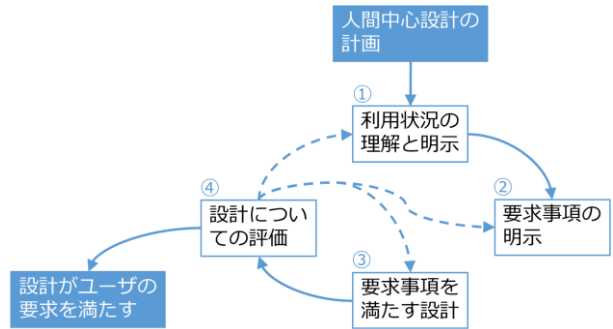 人間中心設計の
計画
①
利用状況の
理解と明示
②
要求事項の
明示
④
設計につい
ての評価
③
要求事項を
満たす設計
設計がユーザの
要求を満たす